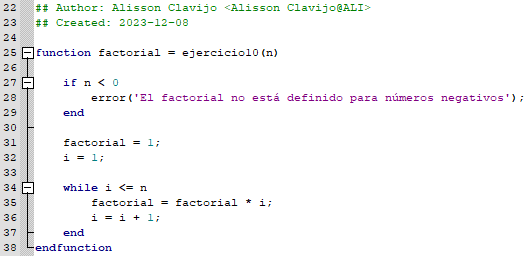 22 ## Author: Alisson Clavijo <Alisson Clavijo@ALI>
23 ## Created: 2023-12-08
24
25 function factorial = ejercicio10(n)
26
27     if n < 0
28         error('El factorial no está definido para números negativos');
29     end
30
31     factorial = 1;
32     i = 1;
33
34     while i <= n
35         factorial = factorial * i;
36         i = i + 1;
37     end
38 endfunction